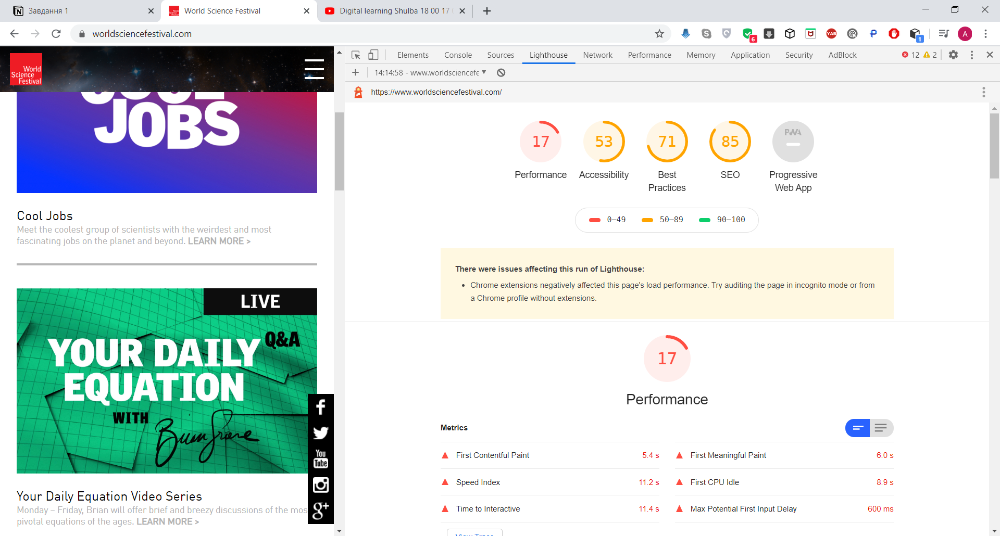 Завдання 1
World Science Festival
Digital learning Shulba 18 00 17
worldsciencefestival.com
6
YAB
1
A
World
Science
Festival
COOL
JOBS
Cool Jobs
Meet the coolest group of scientists with the weirdest and most
fascinating jobs on the planet and beyond. LEARN MORE >
LIVE
Q&A
YOUR DAILY
EQUATION
WITH
You
Tube
g+
Your Daily Equation Video Series
Monday – Friday, Brian will offer brief and breezy discussions of the mos
pivotal equations of the ages. LEARN MORE >
Elements
Console
Sources
Lighthouse
Network
Performance
Memory
Application
Security
AdBlock
12
2
14:14:58 - www.worldsciencefe
https://www.worldsciencefestival.com/
17
53
71
85
PWA
Performance
Accessibility
Best
Practices
SEO
Progressive
Web App
0–49
50–89
90–100
There were issues affecting this run of Lighthouse:
• Chrome extensions negatively affected this page's load performance. Try auditing the page in incognito mode or from
a Chrome profile without extensions.
17
Performance
Metrics
First Contentful Paint 5.4 s
First Meaningful Paint 6.0 s
Speed Index 11.2 s
First CPU Idle 8.9 s
Time to Interactive 11.4 s
Max Potential First Input Delay 600 ms
View Trace